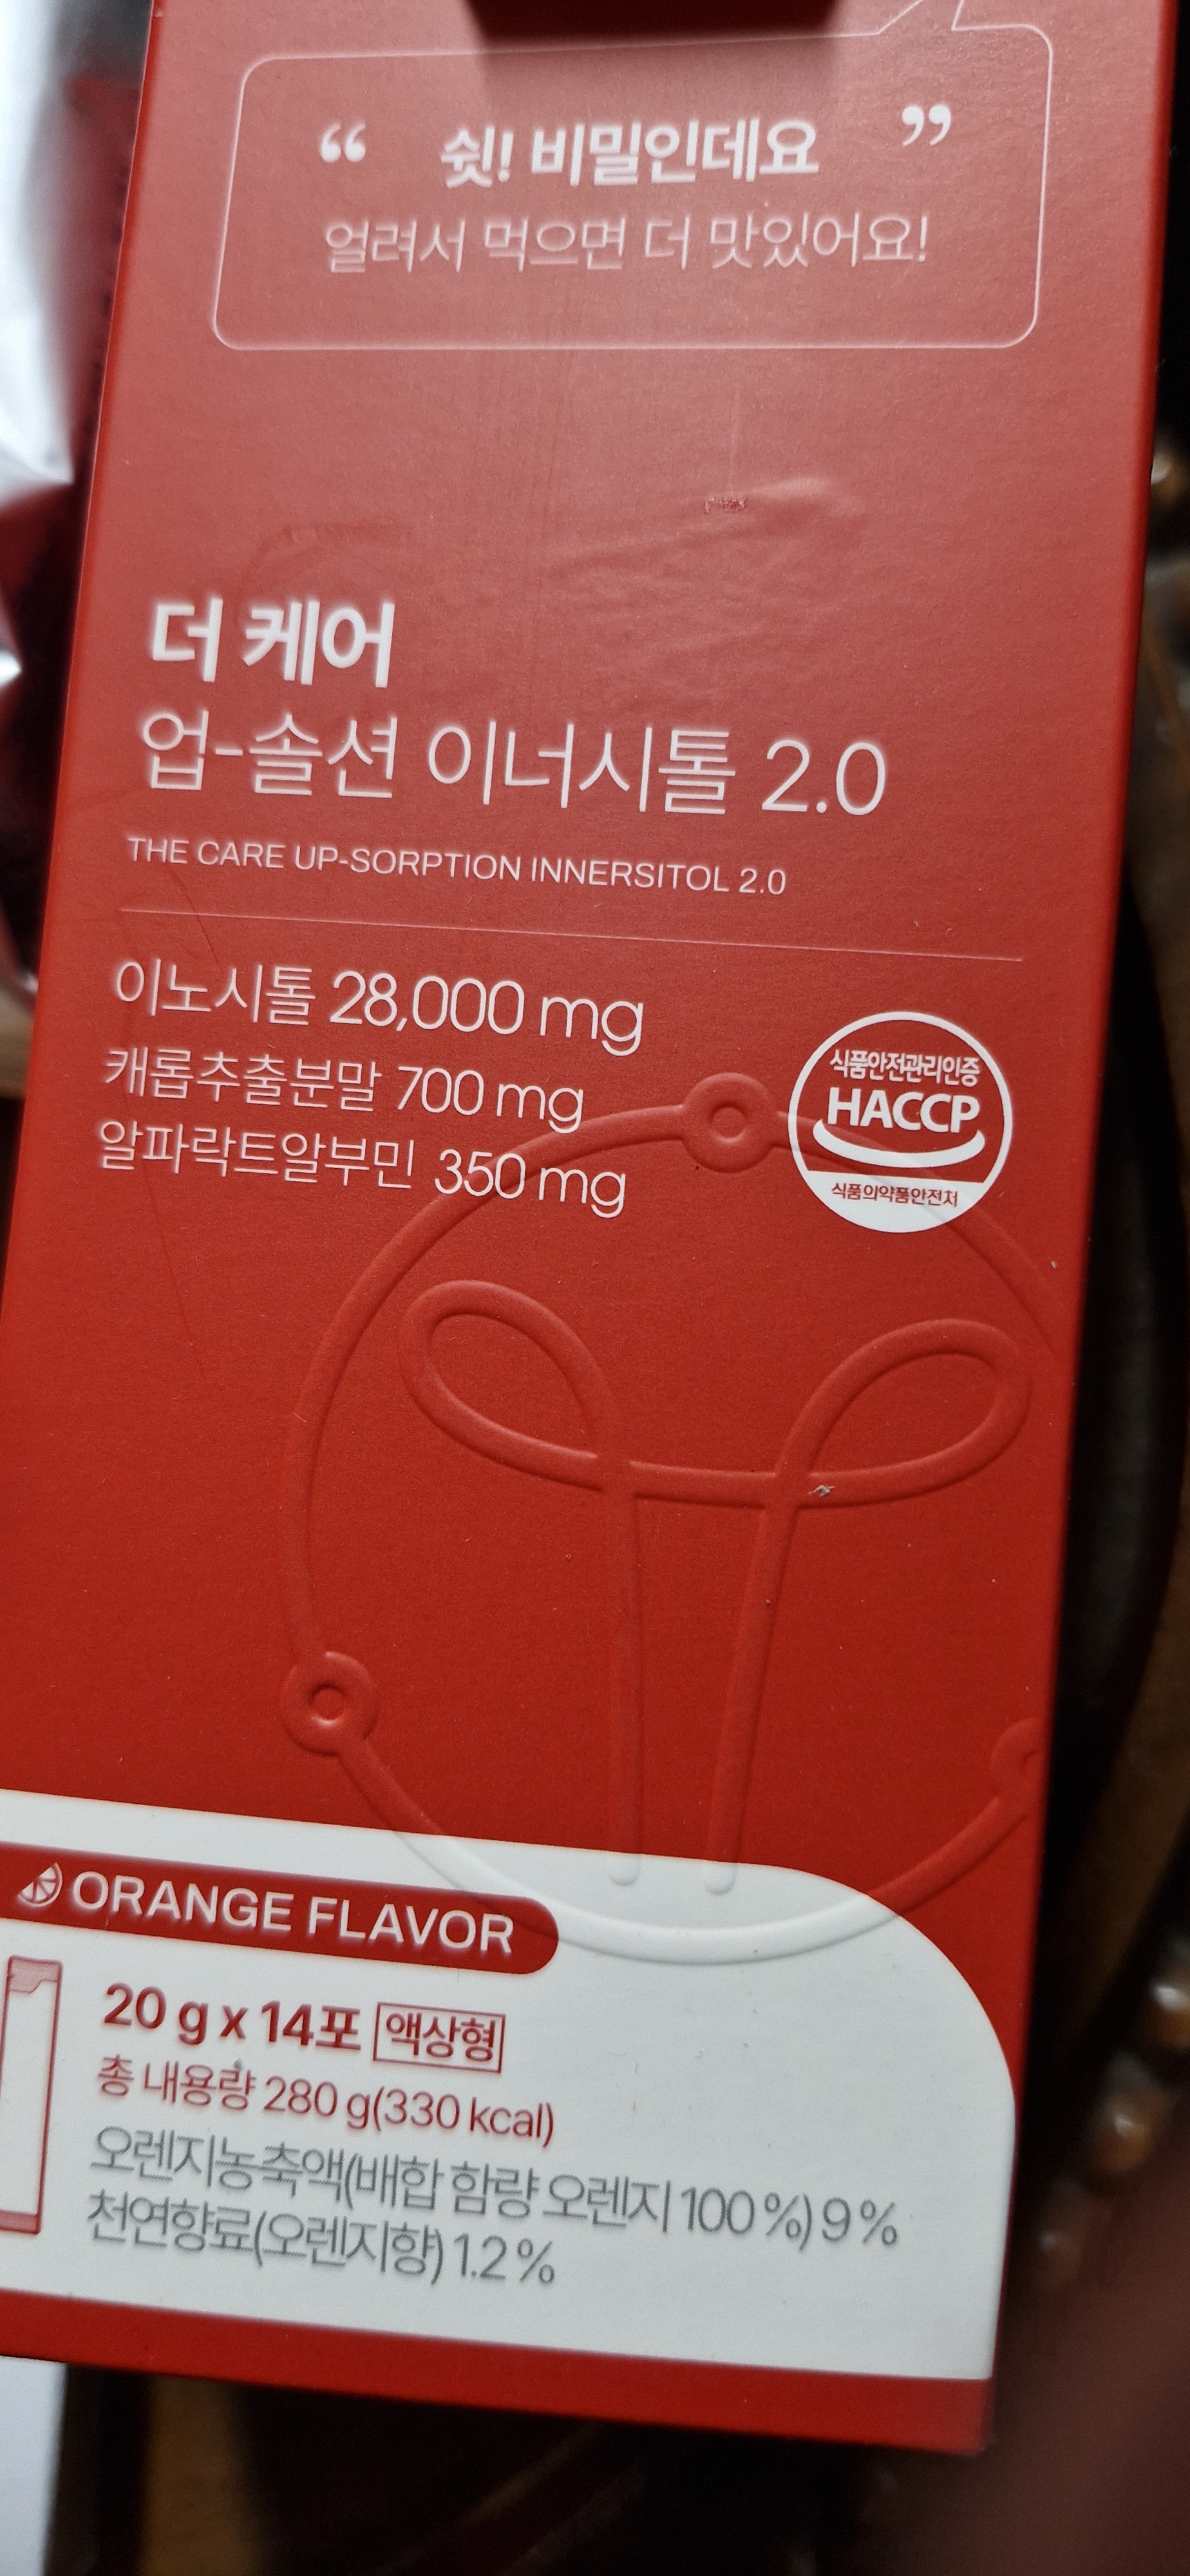 “ 쉿! 비밀인데요 ”
얼려서 먹으면 더 맛있어요!
더 케어
업-솔션 이너시톨 2.0
THE CARE UP-SORPTION INNERSITOL 2.0
이노시톨 28,000 mg
캐롭추출분말 700 mg
알파락트알부민 350 mg
식품안전관리인증
HACCP
식품의약품안전처
ORANGE FLAVOR
20 g x 14포 액상형
총 내용량 280 g(330 kcal)
오렌지농축액(배합 함량 오렌지 100 %) 9 %
천연향료(오렌지향) 1.2 %